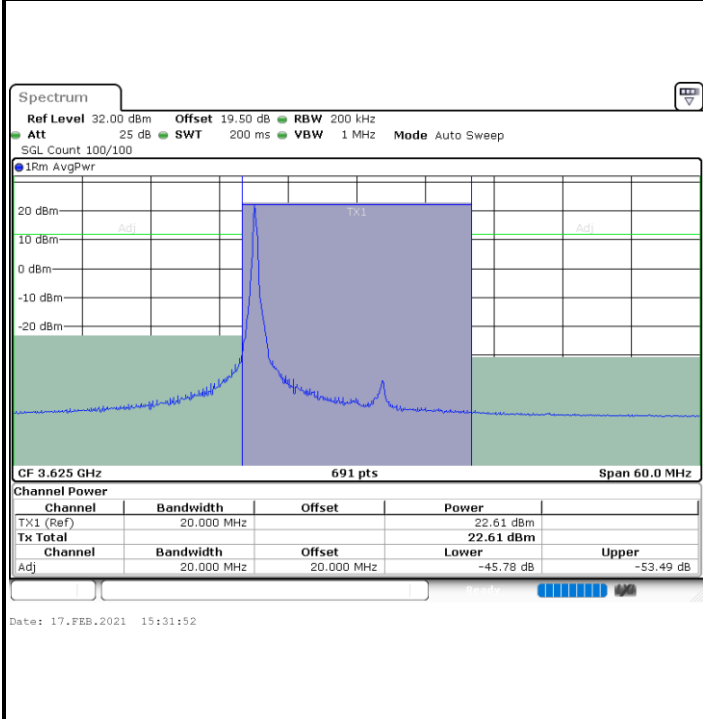 Spectrum
Ref Level 32.00 dBm Offset 19.50 dB RBW 200 kHz
Att 25 dB SWT 200 ms VBW 1 MHz Mode Auto Sweep
SGL Count 100/100
1Rm AvgPwr
20 dBm
TX1
Adj Adj
10 dBm
0 dBm
-10 dBm
-20 dBm
CF 3.625 GHz 691 pts Span 60.0 MHz
Channel Power
Channel Bandwidth Offset Power
TX1 (Ref) 20.000 MHz 22.61 dBm
Tx Total 22.61 dBm
Channel Bandwidth Offset Lower Upper
Adj 20.000 MHz 20.000 MHz -45.78 dB -53.49 dB
Ready
Date: 17.FEB.2021 15:31:52